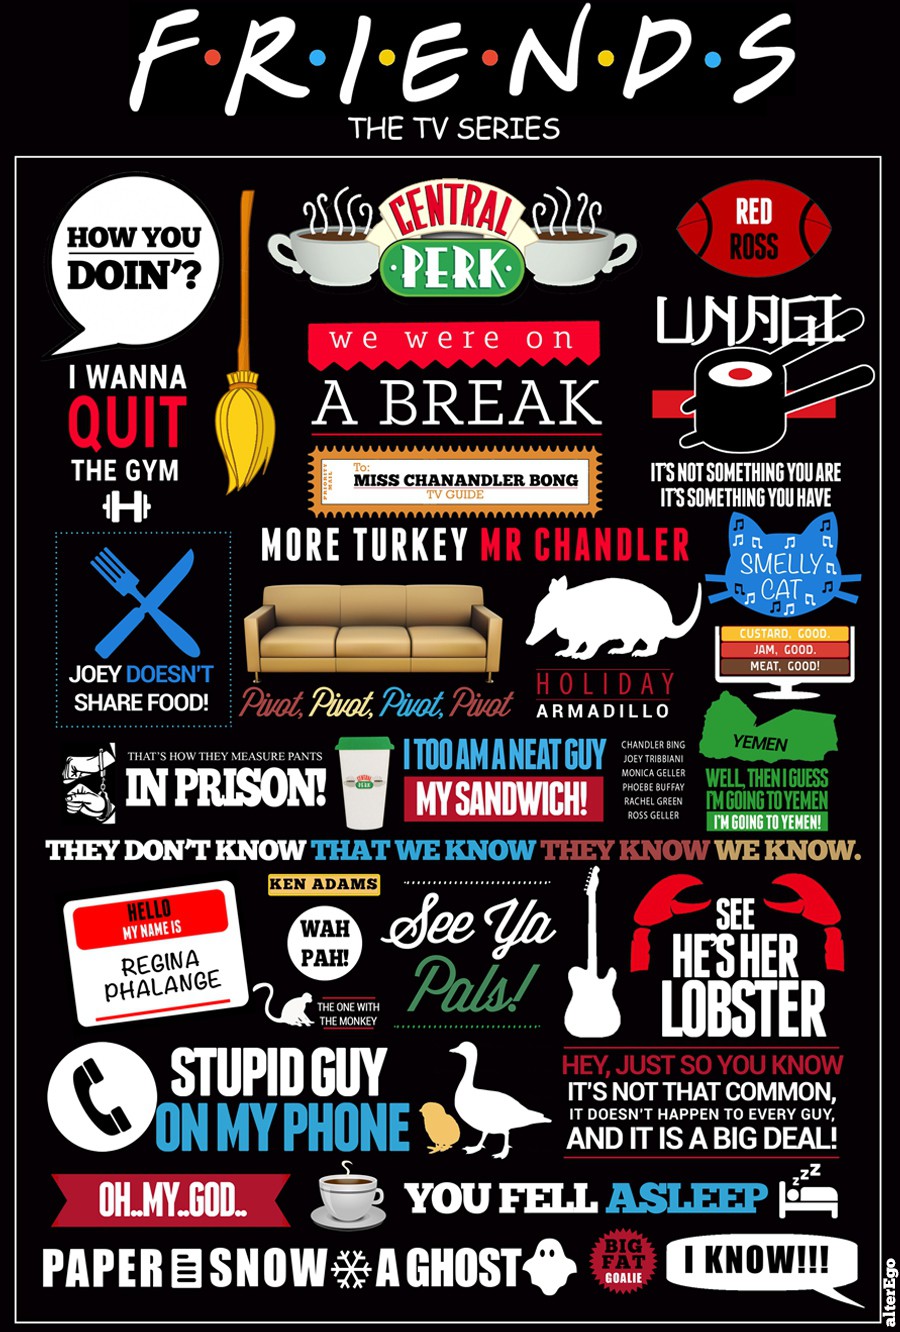 F·R·I·E·N·D·S
THE TV SERIES
HOW YOU
DOIN'?
CENTRAL
·PERK·
RED
ROSS
we were on
A BREAK
UNAGI
I WANNA
QUIT
THE GYM
PRIORITY
MAIL
To:
MISS CHANANDLER BONG
TV GUIDE
IT'S NOT SOMETHING YOU ARE
IT'S SOMETHING YOU HAVE
MORE TURKEY MR CHANDLER
SMELLY
CAT
JOEY DOESN'T
SHARE FOOD!
Pivot, Pivot, Pivot, Pivot
HOLIDAY
ARMADILLO
CUSTARD, GOOD.
JAM, GOOD.
MEAT, GOOD!
THAT'S HOW THEY MEASURE PANTS
IN PRISON!
CENTRAL
PERK
I TOO AM A NEAT GUY
MY SANDWICH!
CHANDLER BING
JOEY TRIBBIANI
MONICA GELLER
PHOEBE BUFFAY
RACHEL GREEN
ROSS GELLER
YEMEN
WELL, THEN I GUESS
I'M GOING TO YEMEN
I'M GOING TO YEMEN!
THEY DON'T KNOW THAT WE KNOW THEY KNOW WE KNOW.
HELLO
MY NAME IS
REGINA
PHALANGE
KEN ADAMS
WAH
PAH!
THE ONE WITH
THE MONKEY
See Ya
Pals!
SEE
HE'S HER
LOBSTER
STUPID GUY
ON MY PHONE
HEY, JUST SO YOU KNOW
IT'S NOT THAT COMMON,
IT DOESN'T HAPPEN TO EVERY GUY,
AND IT IS A BIG DEAL!
OH..MY..GOD..
YOU FELL ASLEEP
zzZ
PAPER SNOW A GHOST
BIG
FAT
GOALIE
I KNOW!!!
alterEgo